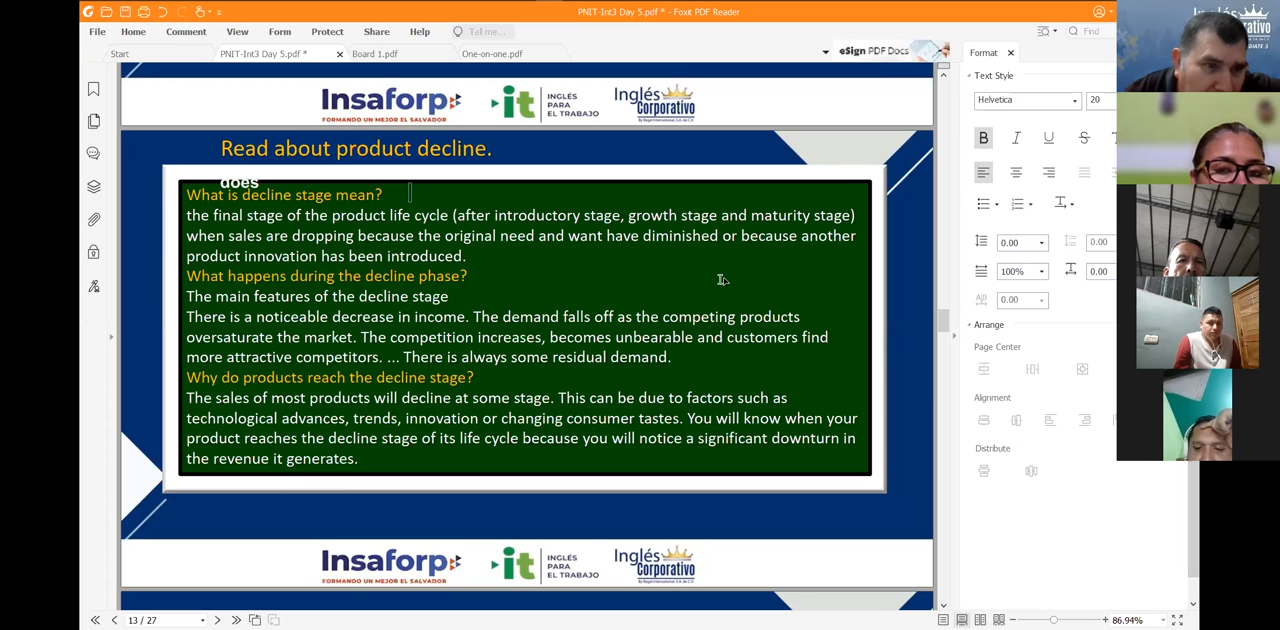 PNIT-Int3 Day 5.pdf * - Foxit PDF Reader
File Home Comment View Form Protect Share Help Tell me... Find
Start PNIT-Int3 Day 5.pdf * Board 1.pdf One-on-one.pdf eSign PDF Docs
Format
Text Style
Helvetica 20
B I U S T
0.00 0.00
100% 0.00
0.00
Arrange
Page Center
Alignment
Distribute
Insaforp
FORMANDO UN MEJOR EL SALVADOR
it INGLÉS PARA EL TRABAJO
Inglés Corporativo
Read about product decline.
does
What is decline stage mean?
the final stage of the product life cycle (after introductory stage, growth stage and maturity stage)
when sales are dropping because the original need and want have diminished or because another
product innovation has been introduced.
What happens during the decline phase?
The main features of the decline stage
There is a noticeable decrease in income. The demand falls off as the competing products
oversaturate the market. The competition increases, becomes unbearable and customers find
more attractive competitors. ... There is always some residual demand.
Why do products reach the decline stage?
The sales of most products will decline at some stage. This can be due to factors such as
technological advances, trends, innovation or changing consumer tastes. You will know when your
product reaches the decline stage of its life cycle because you will notice a significant downturn in
the revenue it generates.
Insaforp
FORMANDO UN MEJOR EL SALVADOR
it INGLÉS PARA EL TRABAJO
Inglés Corporativo
13 / 27 86.94%